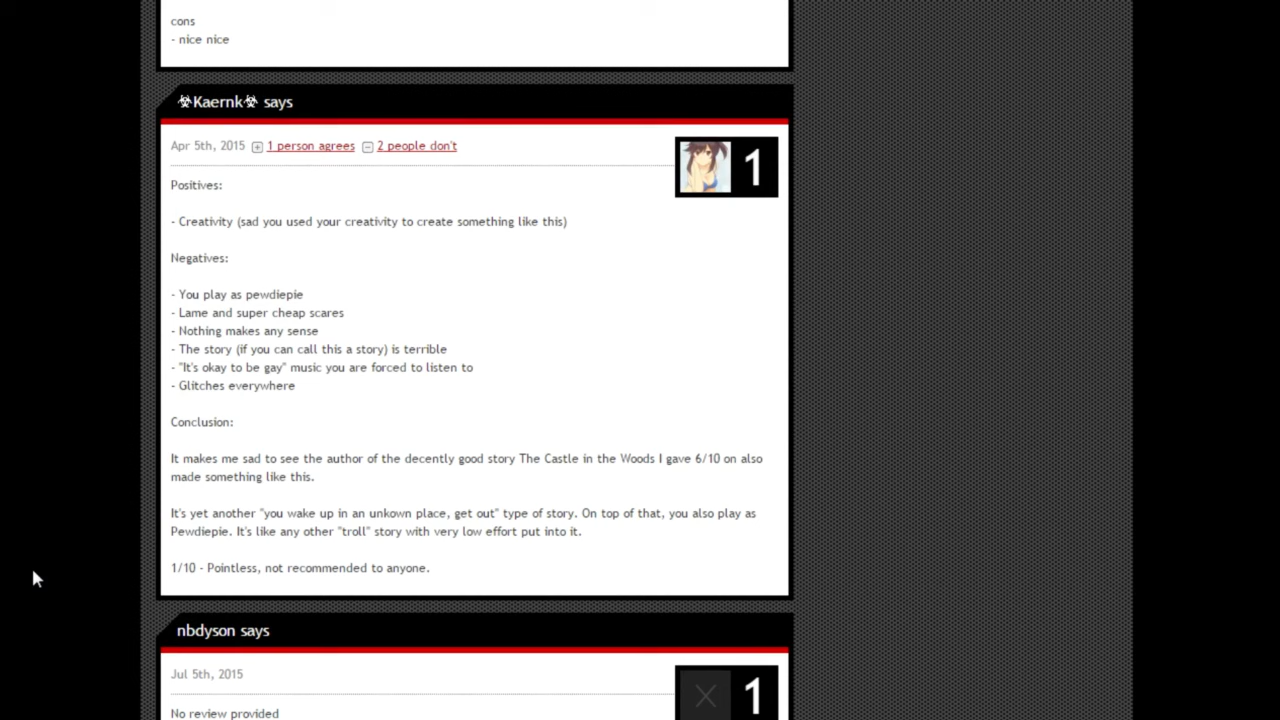 cons
- nice nice
☣Kaernk☣ says
Apr 5th, 2015 1 person agrees 2 people don't
1
Positives:
- Creativity (sad you used your creativity to create something like this)
Negatives:
- You play as pewdiepie
- Lame and super cheap scares
- Nothing makes any sense
- The story (if you can call this a story) is terrible
- "It's okay to be gay" music you are forced to listen to
- Glitches everywhere
Conclusion:
It makes me sad to see the author of the decently good story The Castle in the Woods I gave 6/10 on also
made something like this.
It's yet another "you wake up in an unkown place, get out" type of story. On top of that, you also play as
Pewdiepie. It's like any other "troll" story with very low effort put into it.
1/10 - Pointless, not recommended to anyone.
nbdyson says
Jul 5th, 2015
1
No review provided